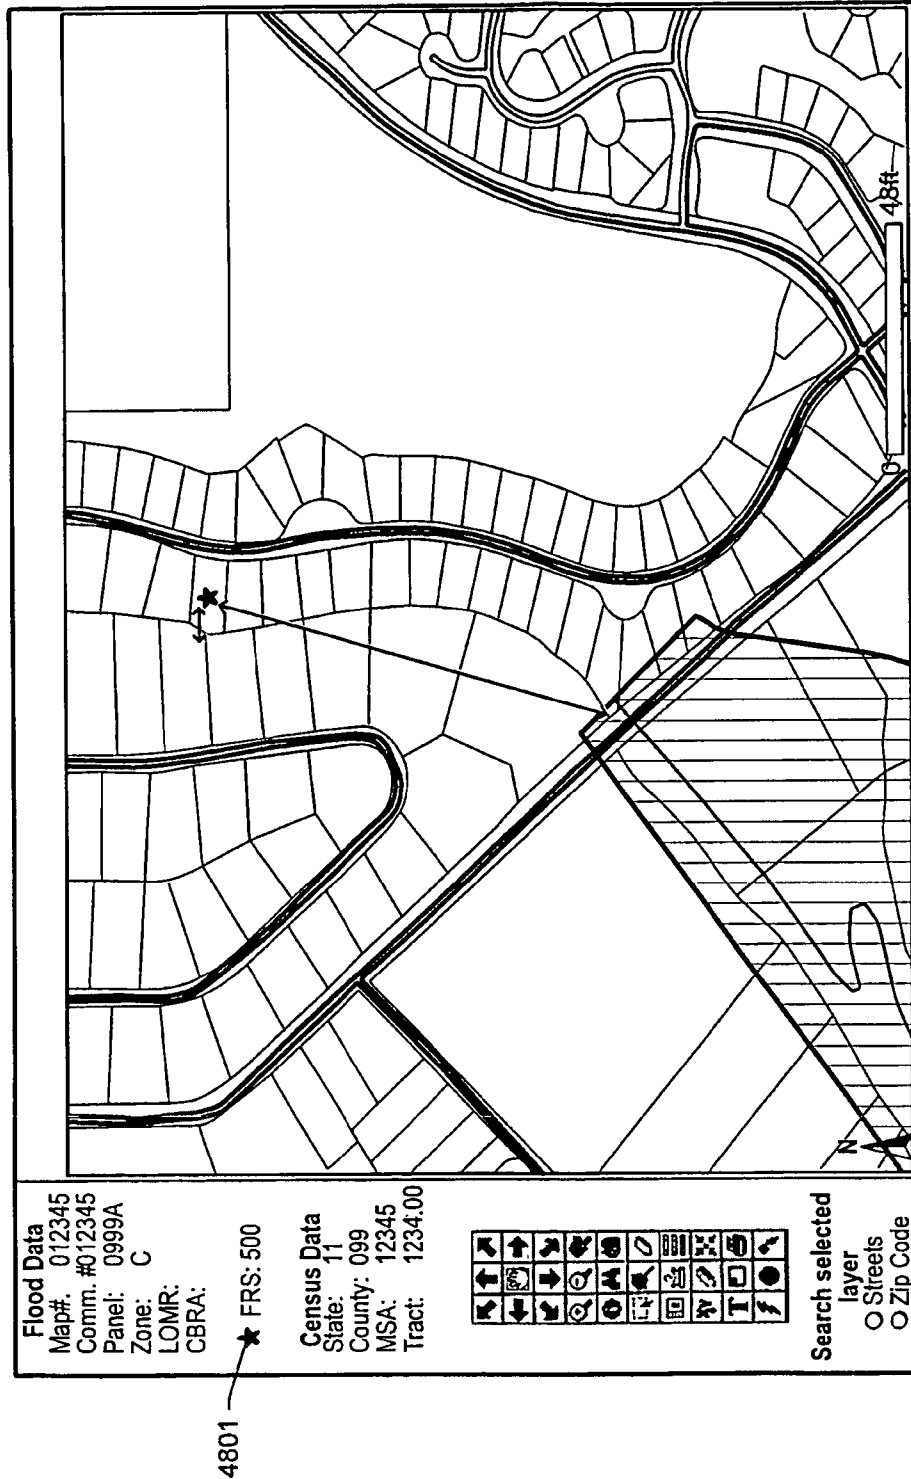 Flood Data
Map#: 012345
Comm. #012345
Panel: 0999A
Zone: C
LOMR:
CBRA:
★ FRS: 500
4801
Census Data
State: 11
County: 099
MSA: 12345
Tract: 1234.00
XY
T
Search selected
layer
Streets
Zip Code
N
48ft